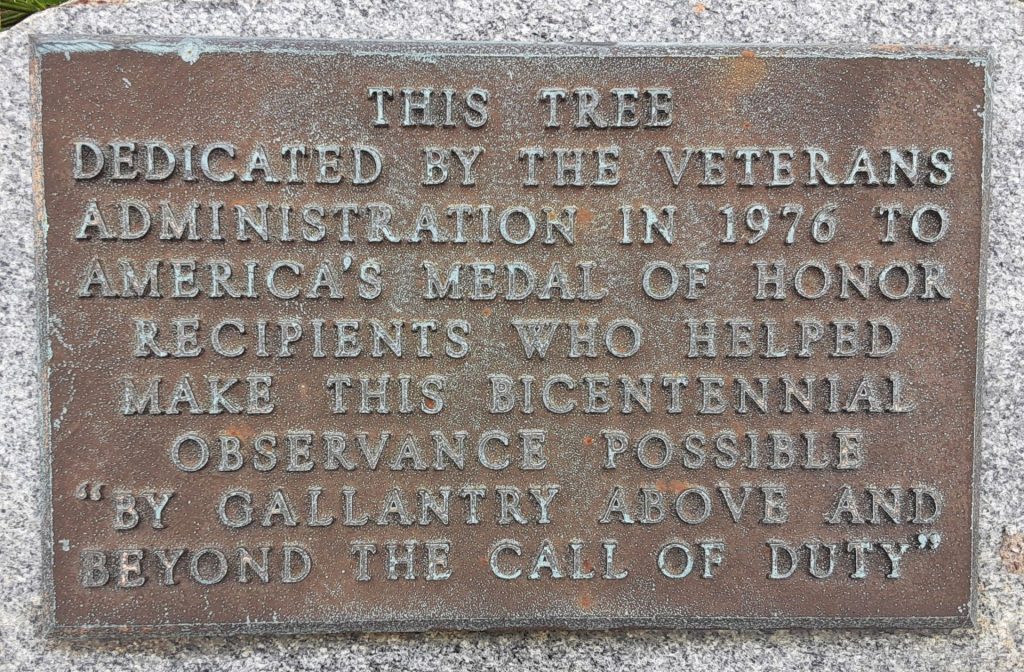 THIS TREE
DEDICATED BY THE VETERANS
ADMINISTRATION IN 1976 TO
AMERICA'S MEDAL OF HONOR
RECIPIENTS WHO HELPED
MAKE THIS BICENTENNIAL
OBSERVANCE POSSIBLE
"BY GALLANTRY ABOVE AND
BEYOND THE CALL OF DUTY"